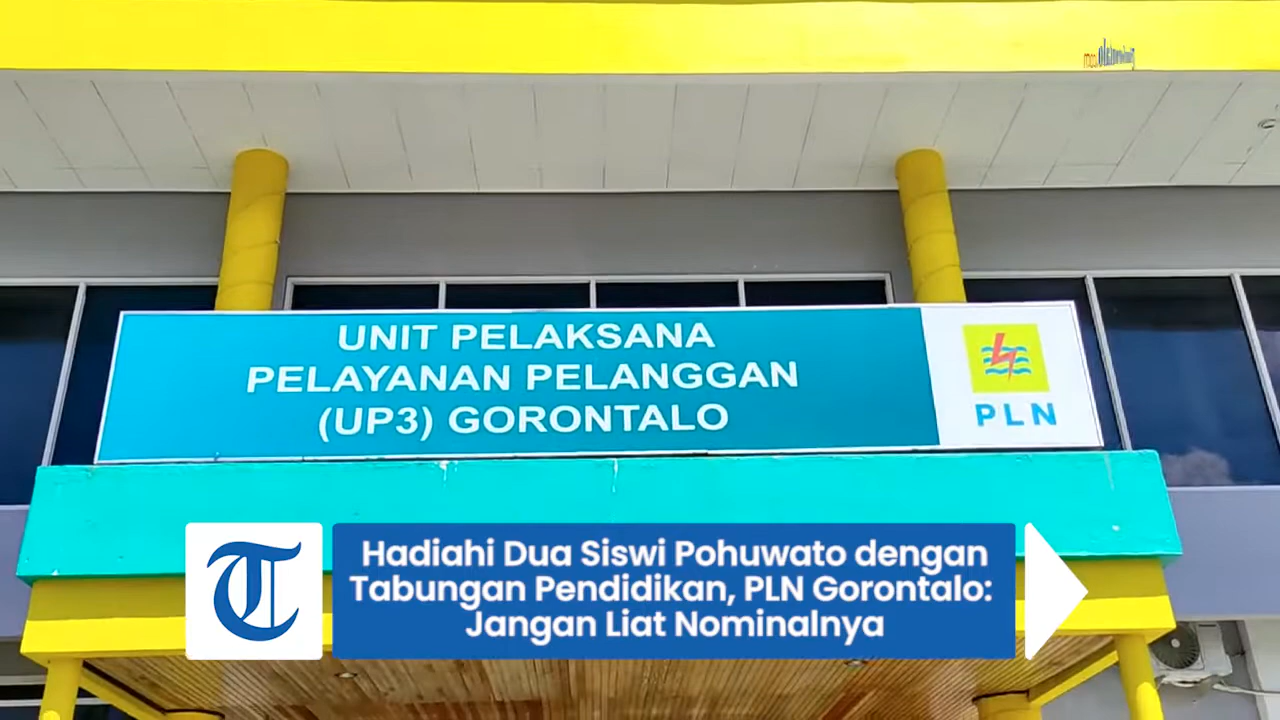 UNIT PELAKSANA
PELAYANAN PELANGGAN
(UP3) GORONTALO
PLN
T
Hadiahi Dua Siswi Pohuwato dengan
Tabungan Pendidikan, PLN Gorontalo:
Jangan Liat Nominalnya